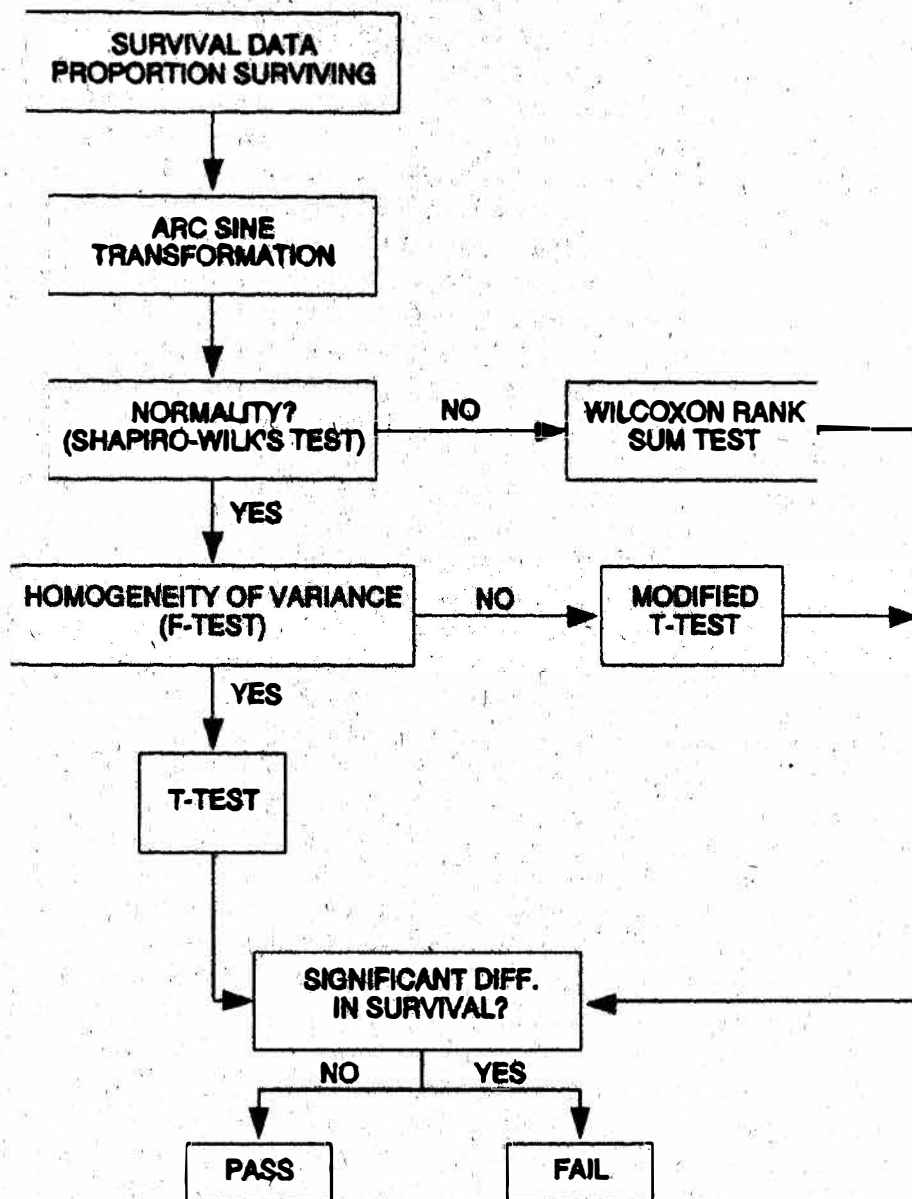 SURVIVAL DATA
PROPORTION SURVIVING
ARC SINE
TRANSFORMATION
NORMALITY?
(SHAPIRO-WILK'S TEST)
NO
WILCOXON RANK
SUM TEST
YES
HOMOGENEITY OF VARIANCE
(F-TEST)
NO
MODIFIED
T-TEST
YES
T-TEST
SIGNIFICANT DIFF.
IN SURVIVAL?
NO
YES
PASS
FAIL